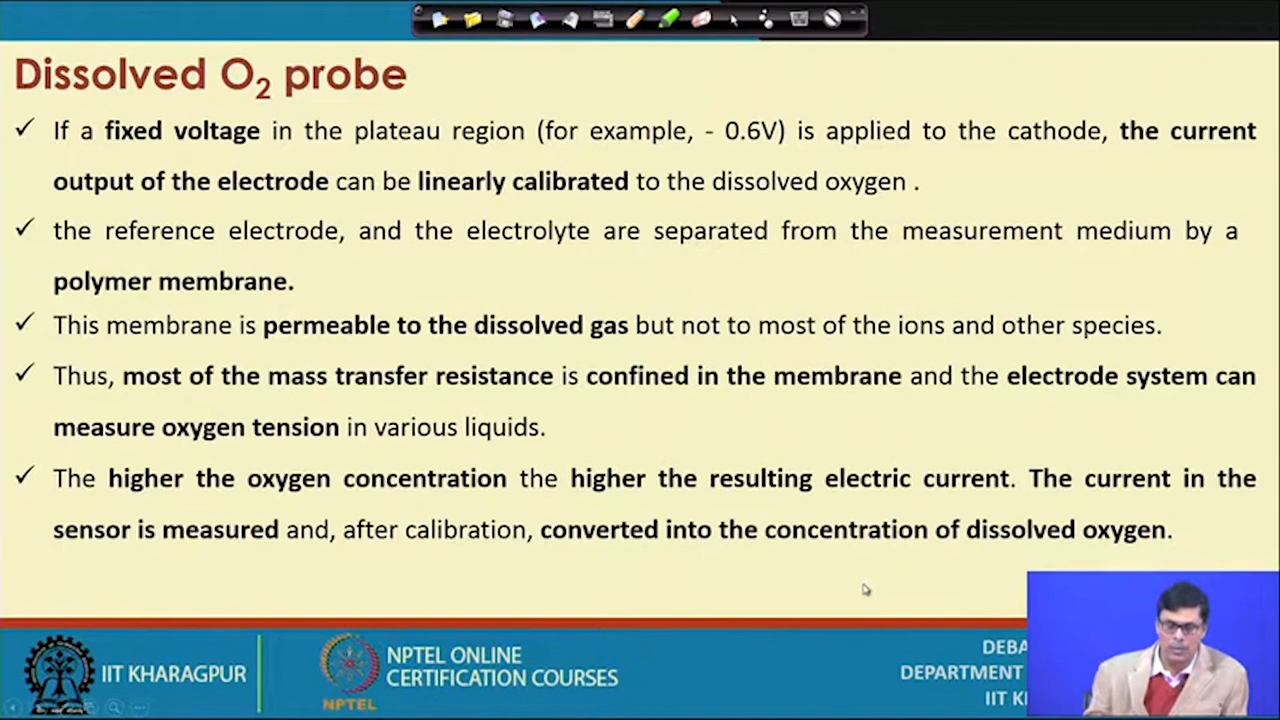 Dissolved O2 probe
✓ If a fixed voltage in the plateau region (for example, - 0.6V) is applied to the cathode, the current
output of the electrode can be linearly calibrated to the dissolved oxygen .
✓ the reference electrode, and the electrolyte are separated from the measurement medium by a
polymer membrane.
✓ This membrane is permeable to the dissolved gas but not to most of the ions and other species.
✓ Thus, most of the mass transfer resistance is confined in the membrane and the electrode system can
measure oxygen tension in various liquids.
✓ The higher the oxygen concentration the higher the resulting electric current. The current in the
sensor is measured and, after calibration, converted into the concentration of dissolved oxygen.
IIT KHARAGPUR
NPTEL
NPTEL ONLINE
CERTIFICATION COURSES
DEBA
DEPARTMENT
IIT K